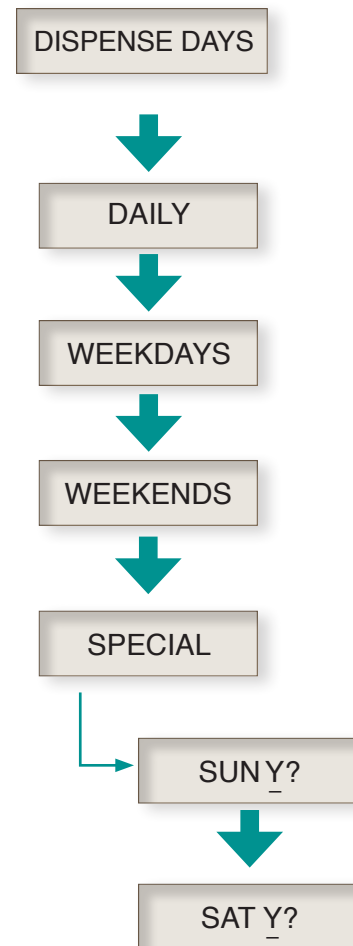 DISPENSE DAYS
DAILY
WEEKDAYS
WEEKENDS
SPECIAL
SUN Y?
SAT Y?